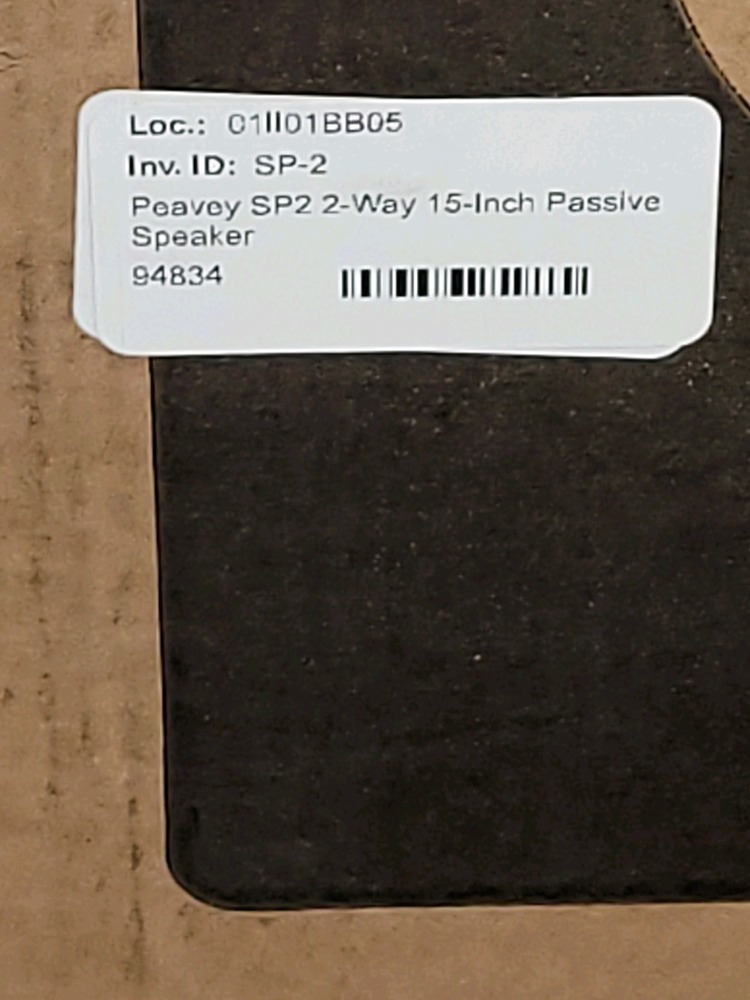 Loc.: 01II01BB05
Inv. ID: SP-2
Peavey SP2 2-Way 15-Inch Passive
Speaker
94834